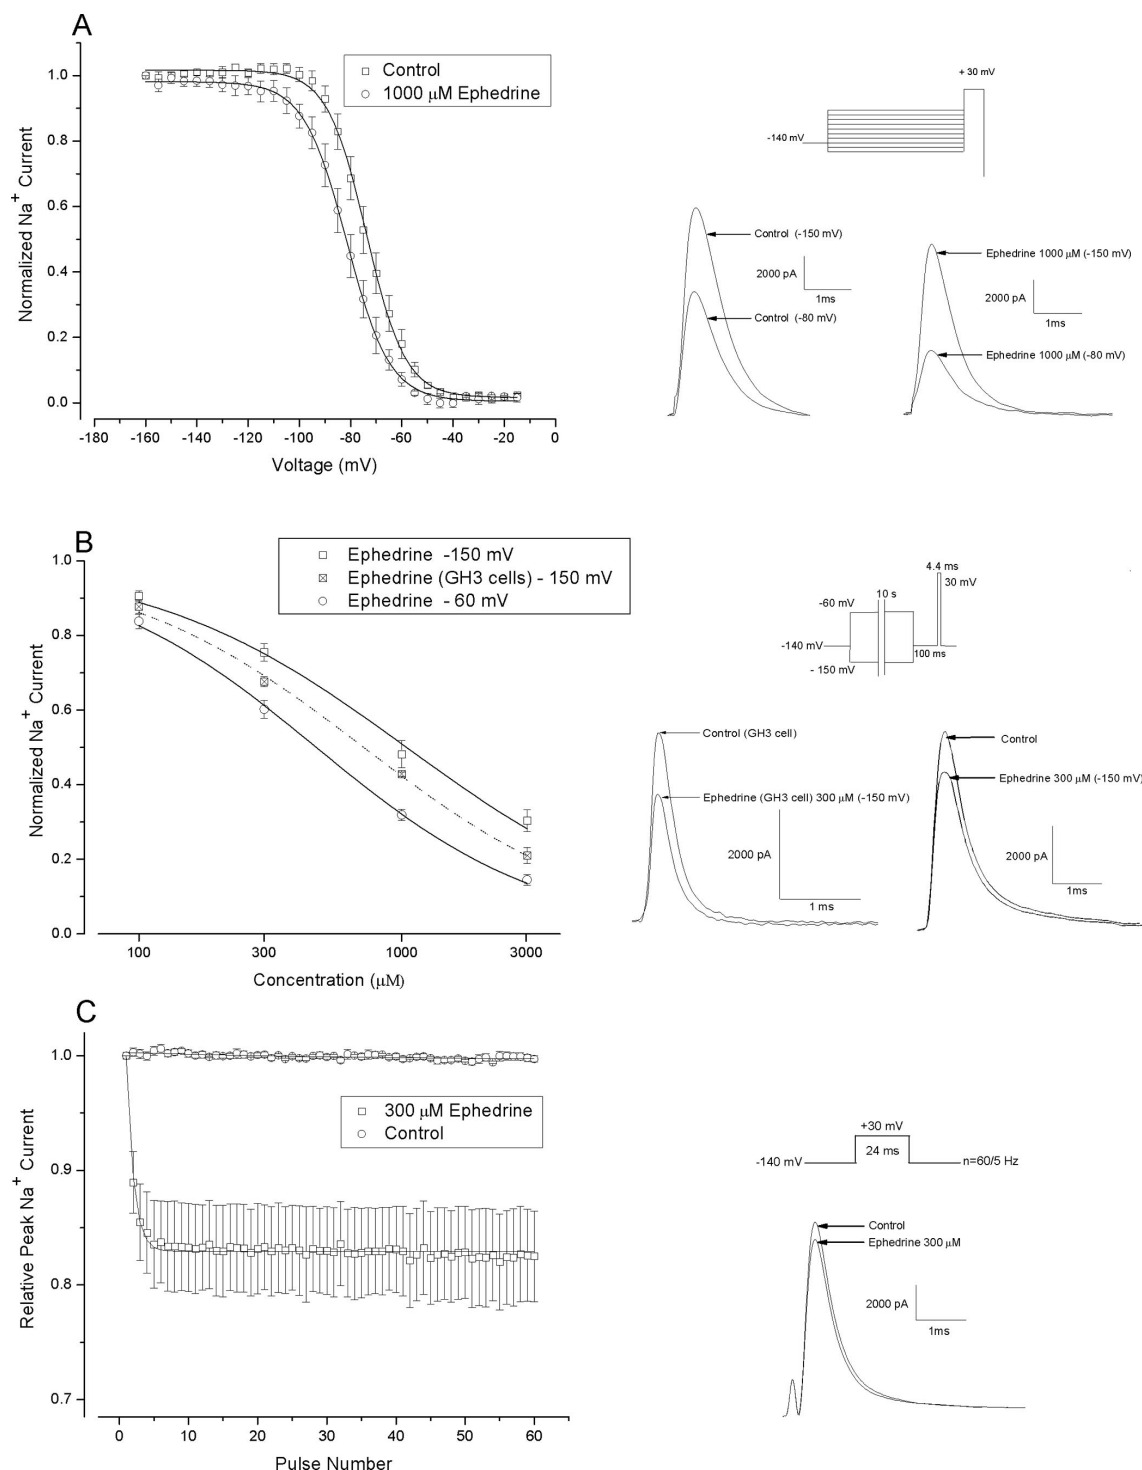 A
1.0
0.8
0.6
0.4
0.2
0.0
Normalized Na+ Current
-180 -160 -140 -120 -100 -80 -60 -40 -20 0
Voltage (mV)
Control
1000 μM Ephedrine
+ 30 mV
-140 mV
Control (-150 mV)
2000 pA
1ms
Control (-80 mV)
Ephedrine 1000 μM (-150 mV)
2000 pA
1ms
Ephedrine 1000 μM (-80 mV)
B
1.0
0.8
0.6
0.4
0.2
0.0
Normalized Na+ Current
100 300 1000 3000
Concentration (μM)
Ephedrine -150 mV
Ephedrine (GH3 cells) - 150 mV
Ephedrine - 60 mV
4.4 ms
30 mV
10 s
-60 mV
-140 mV
100 ms
- 150 mV
Control (GH3 cell)
Ephedrine (GH3 cell) 300 μM (-150 mV)
2000 pA
1 ms
Control
Ephedrine 300 μM (-150 mV)
2000 pA
1ms
C
1.0
0.9
0.8
0.7
Relative Peak Na+ Current
0 10 20 30 40 50 60
Pulse Number
300 μM Ephedrine
Control
+30 mV
24 ms
-140 mV
n=60/5 Hz
Control
Ephedrine 300 μM
2000 pA
1ms